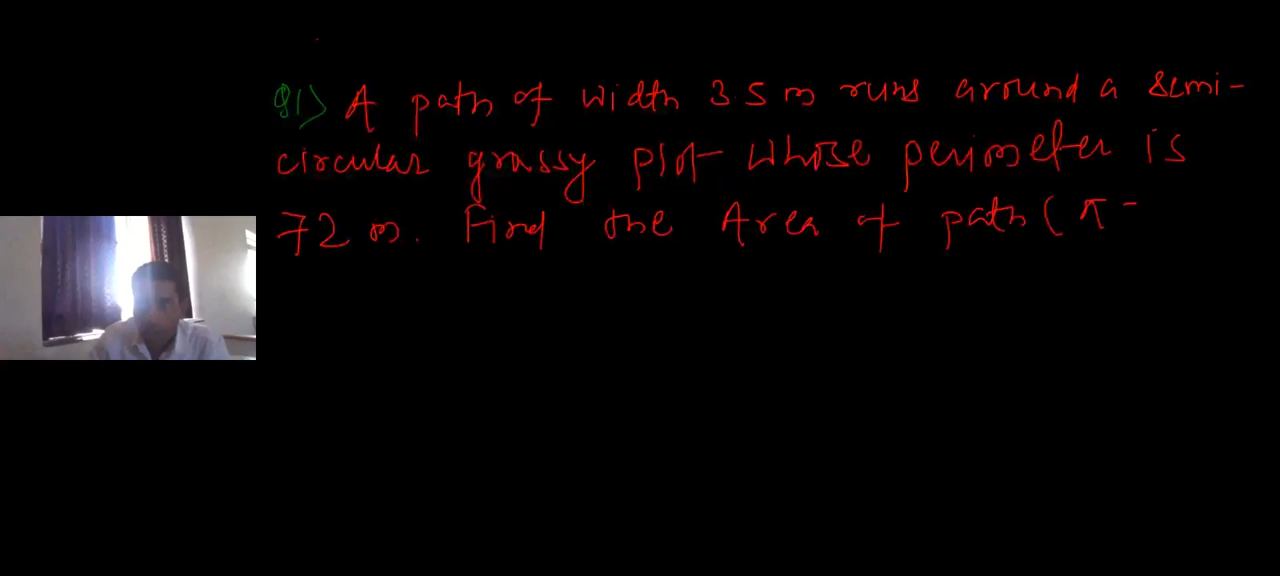 Q1) A path of width 3.5 m runs around a semi-
circular grassy plot whose perimeter is
72 m. Find the Area of path ( π =